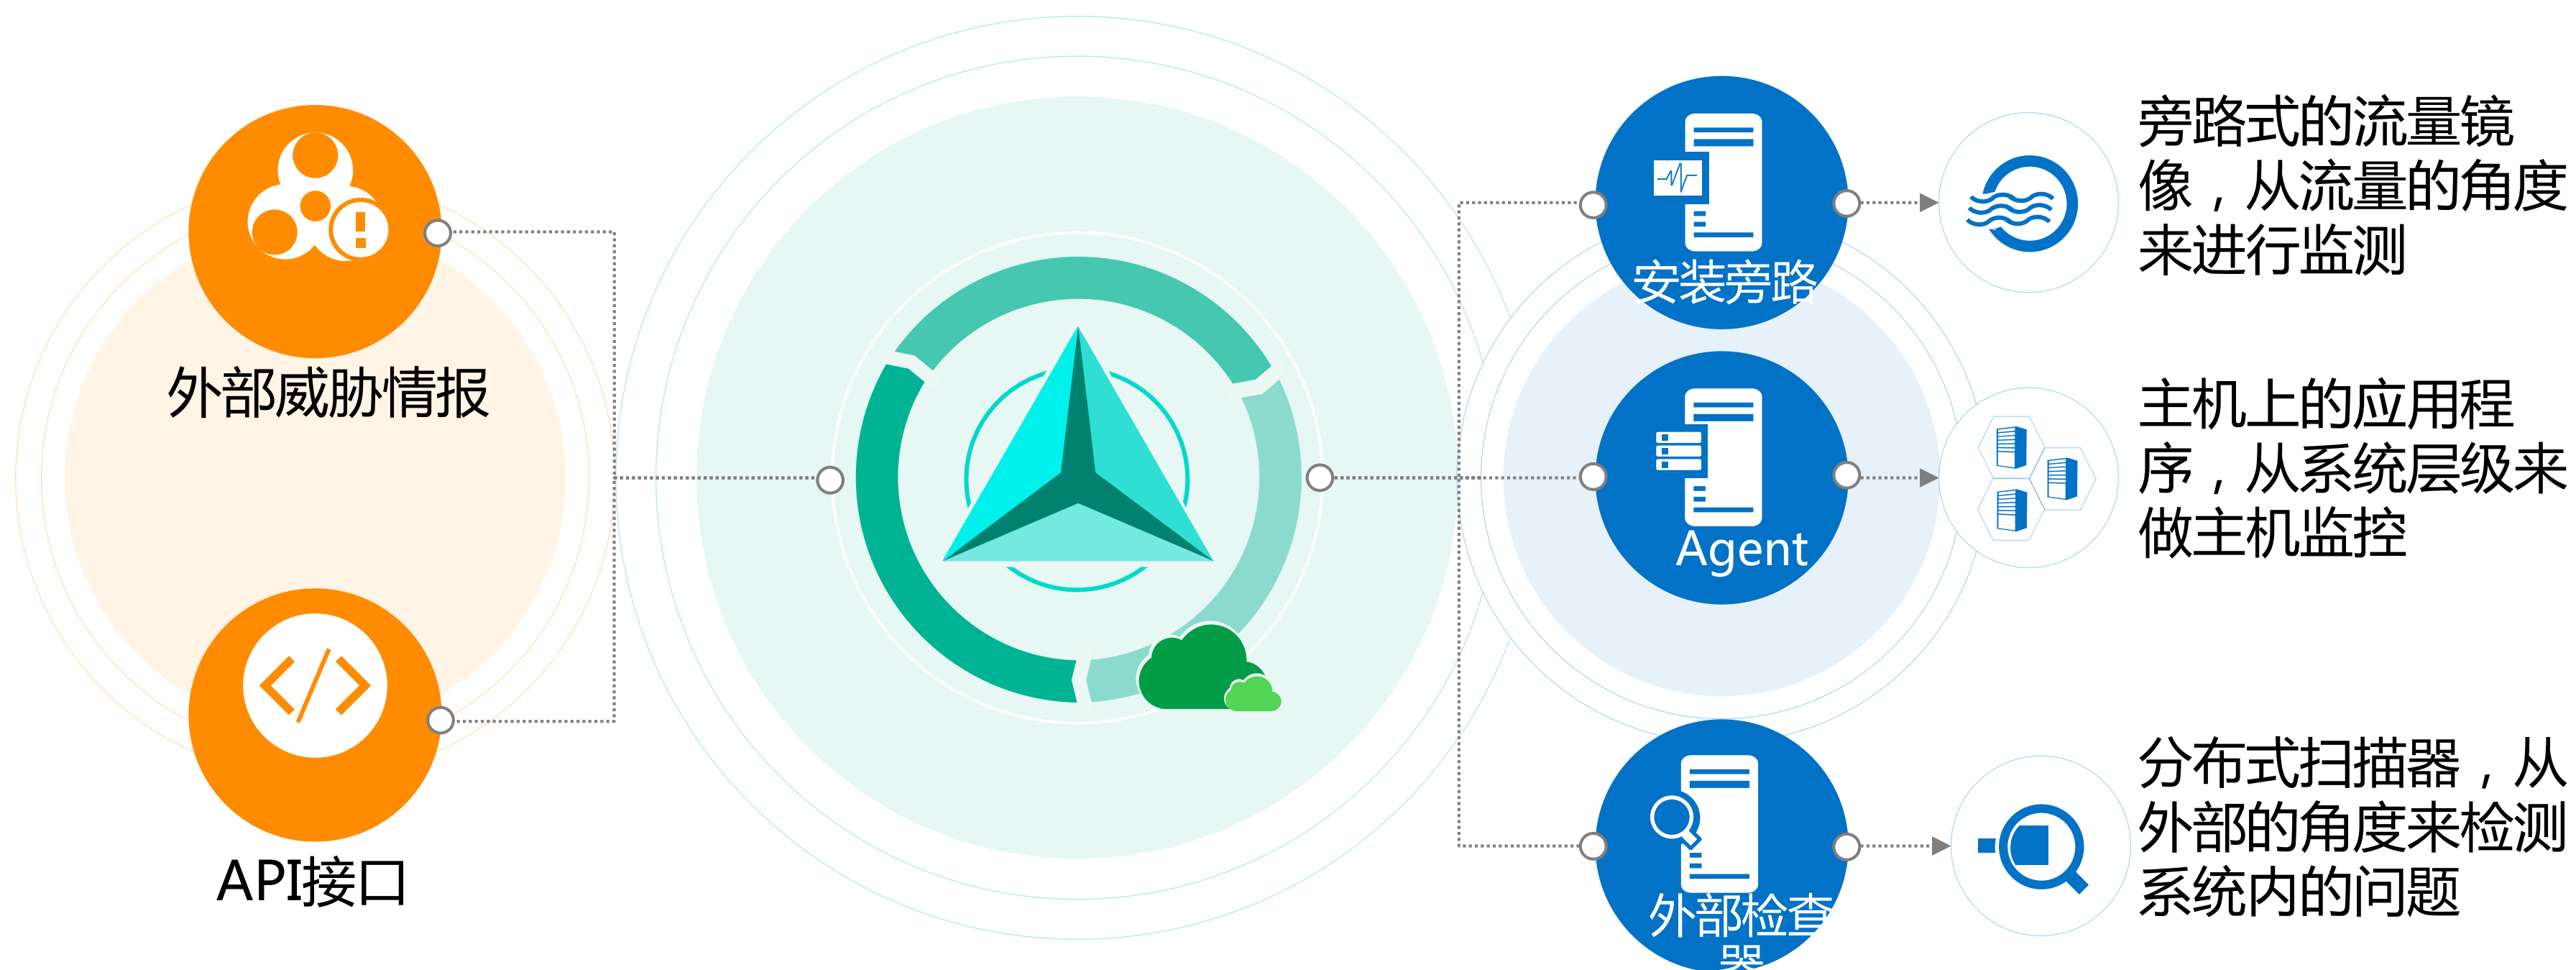 外部威胁情报
API接口
安装旁路
Agent
外部检查
器
旁路式的流量镜
像，从流量的角度
来进行监测
主机上的应用程
序，从系统层级来
做主机监控
分布式扫描器，从
外部的角度来检测
系统内的问题